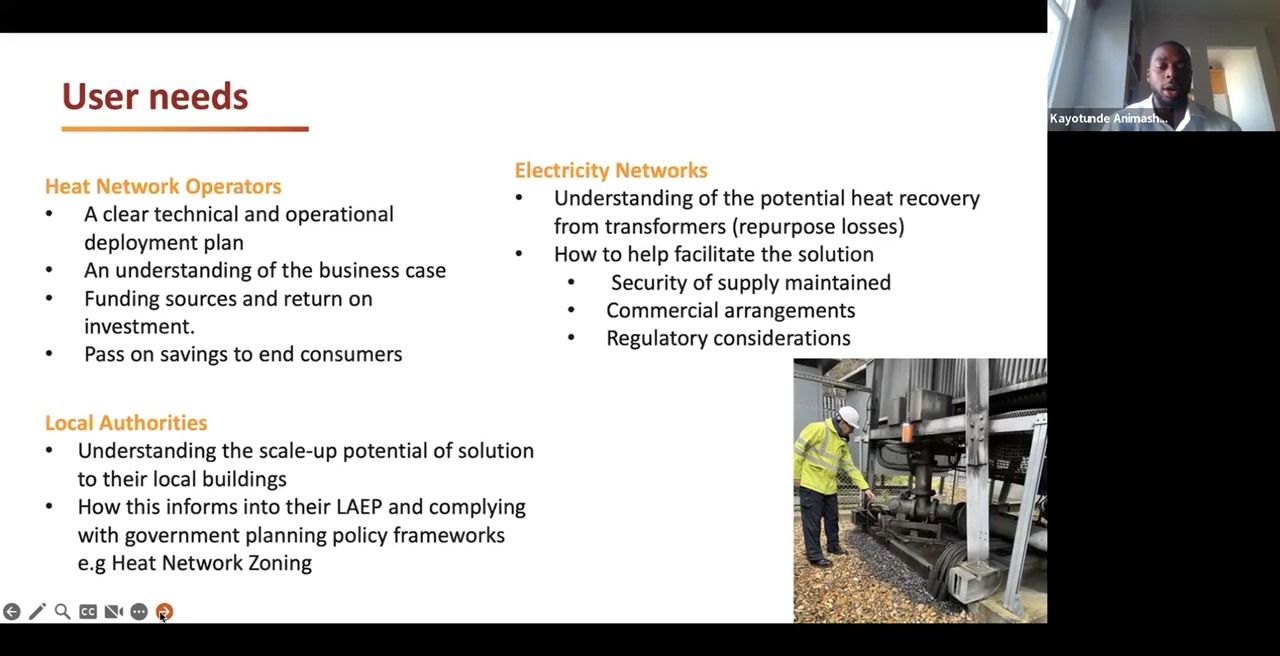 User needs
Heat Network Operators
• A clear technical and operational
deployment plan
• An understanding of the business case
• Funding sources and return on
investment.
• Pass on savings to end consumers
Local Authorities
• Understanding the scale-up potential of solution
to their local buildings
• How this informs into their LAEP and complying
with government planning policy frameworks
e.g Heat Network Zoning
Electricity Networks
• Understanding of the potential heat recovery
from transformers (repurpose losses)
• How to help facilitate the solution
• Security of supply maintained
• Commercial arrangements
• Regulatory considerations
Kayotunde Animash...
CC